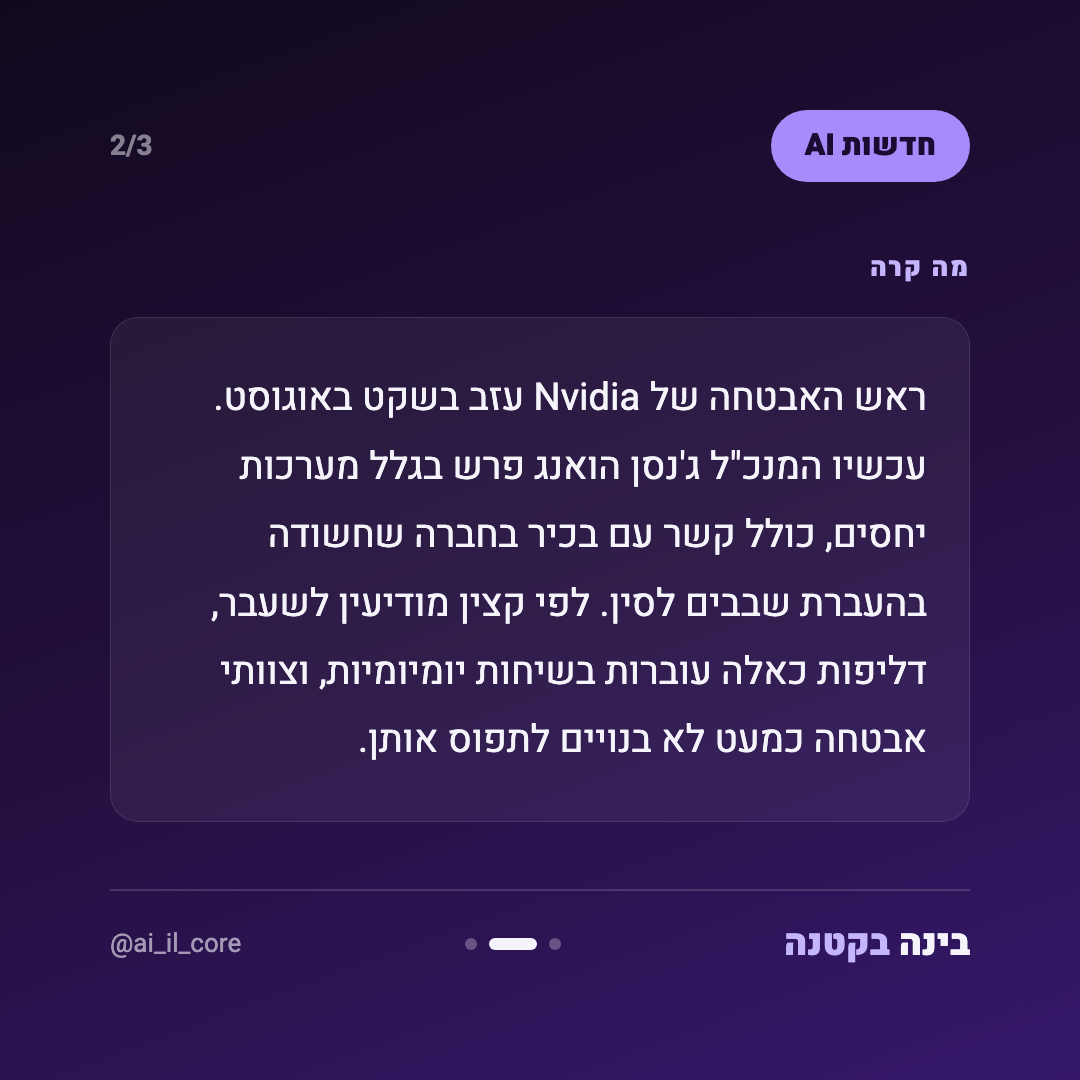 חדשות AI
2/3
מה קרה
ראש האבטחה של Nvidia עזב בשקט באוגוסט.
עכשיו המנכ"ל ג'נסן הואנג פרש בגלל מערכות
יחסים, כולל קשר עם בכיר בחברה שחשודה
בהעברת שבבים לסין. לפי קצין מודיעין לשעבר,
דליפות כאלה עוברות בשיחות יומיומיות, וצוותי
אבטחה כמעט לא בנויים לתפוס אותן.
בינה בקטנה
@ai_il_core